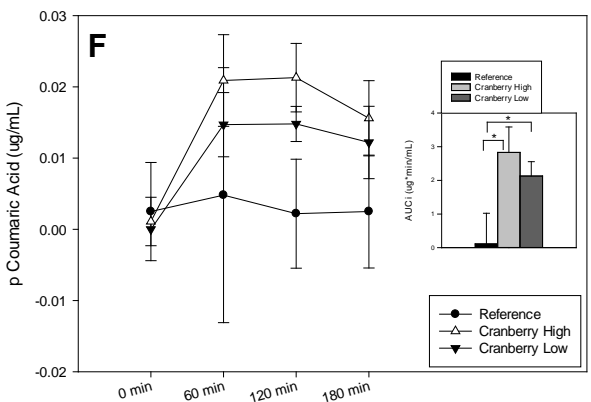 F
p Coumaric Acid (ug/mL)
0.03
0.02
0.01
0.00
-0.01
-0.02
0 min
60 min
120 min
180 min
Reference
Cranberry High
Cranberry Low
AUCi (ug*min/mL)
4
3
2
1
0
*
*
Reference
Cranberry High
Cranberry Low